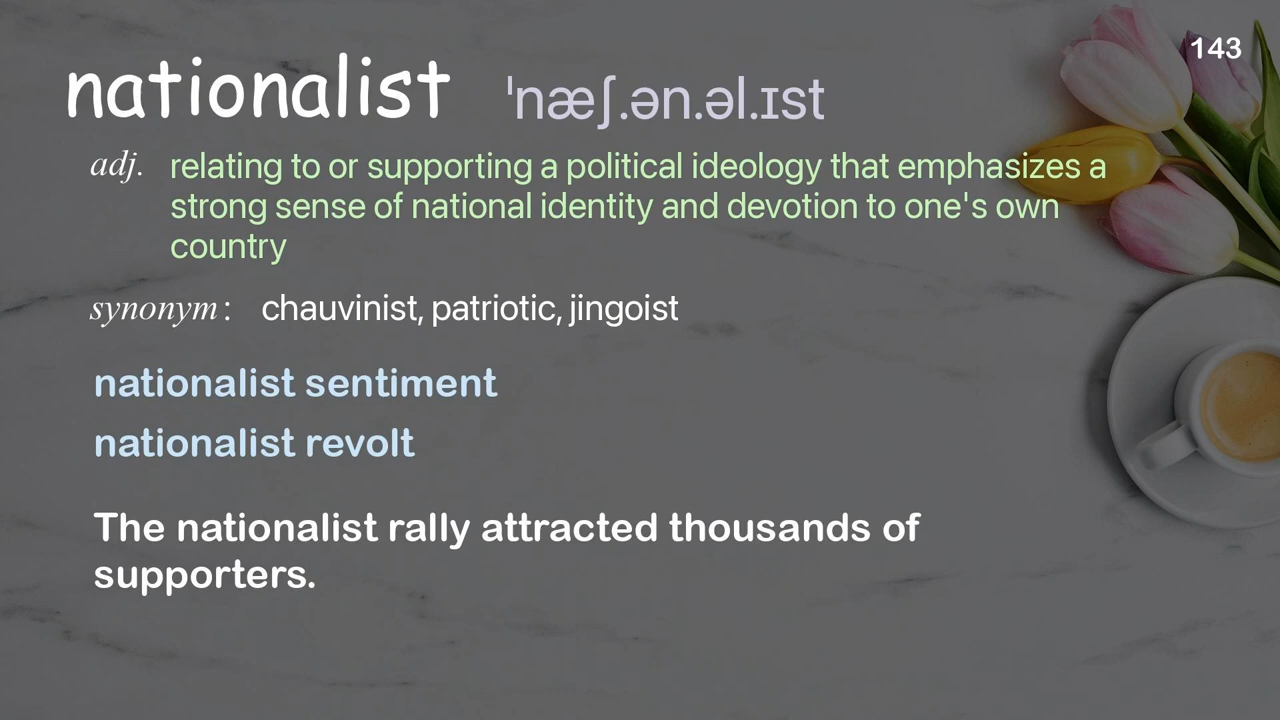 143
nationalist ˈnæʃ.ən.əl.ɪst
adj. relating to or supporting a political ideology that emphasizes a
strong sense of national identity and devotion to one's own
country
synonym: chauvinist, patriotic, jingoist
nationalist sentiment
nationalist revolt
The nationalist rally attracted thousands of
supporters.